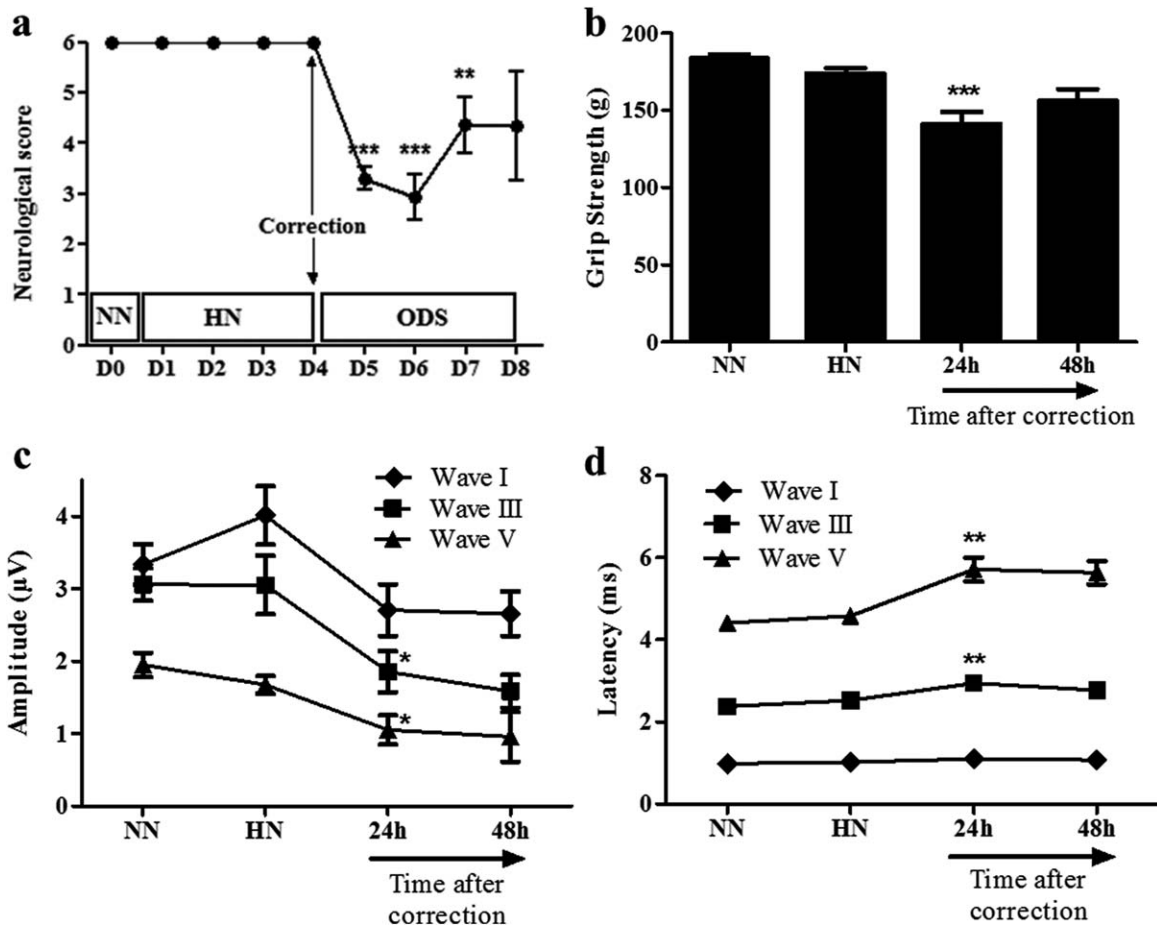 a
Neurological score
6
5
4
3
2
1
0
***
***
**
Correction
NN
HN
ODS
D0 D1 D2 D3 D4 D5 D6 D7 D8
b
Grip Strength (g)
200
150
100
50
0
***
NN HN 24h 48h
Time after correction
c
Amplitude (µV)
4
3
2
1
0
Wave I
Wave III
Wave V
*
*
NN HN 24h 48h
Time after
correction
d
Latency (ms)
8
6
4
2
0
Wave I
Wave III
Wave V
**
**
NN HN 24h 48h
Time after
correction